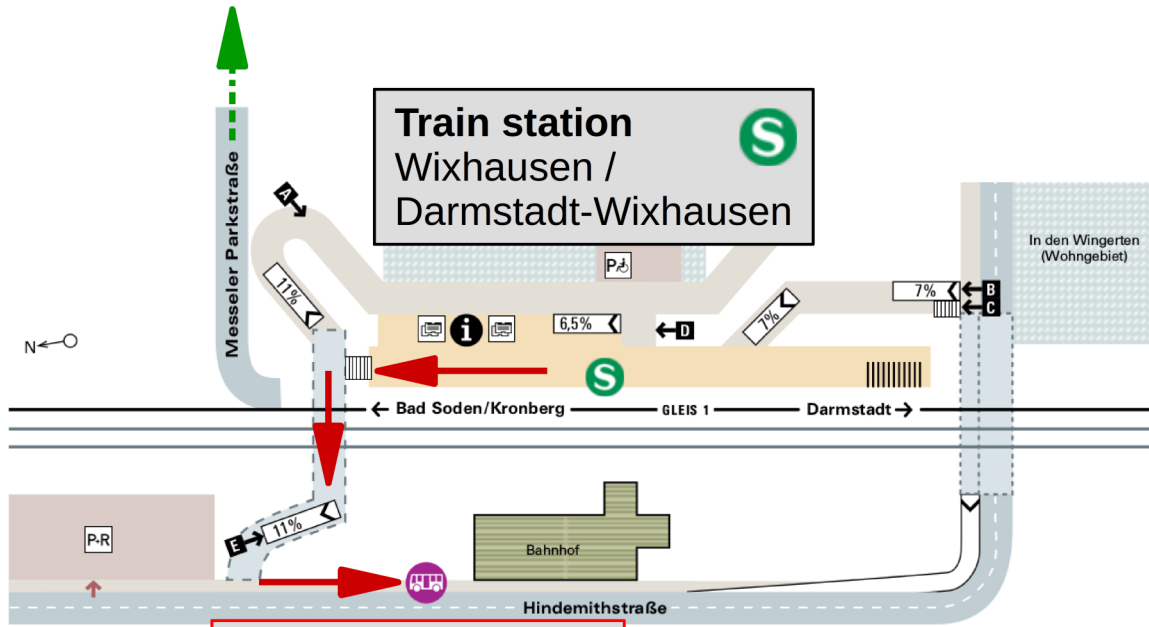 Train station
Wixhausen /
Darmstadt-Wixhausen
S
Messeler Parkstraße
A
11%
P
In den Wingerten
(Wohngebiet)
7%
B
C
i
6,5%
D
7%
N
S
← Bad Soden/Kronberg
GLEIS 1
Darmstadt →
E
11%
P-R
Bahnhof
Hindemithstraße